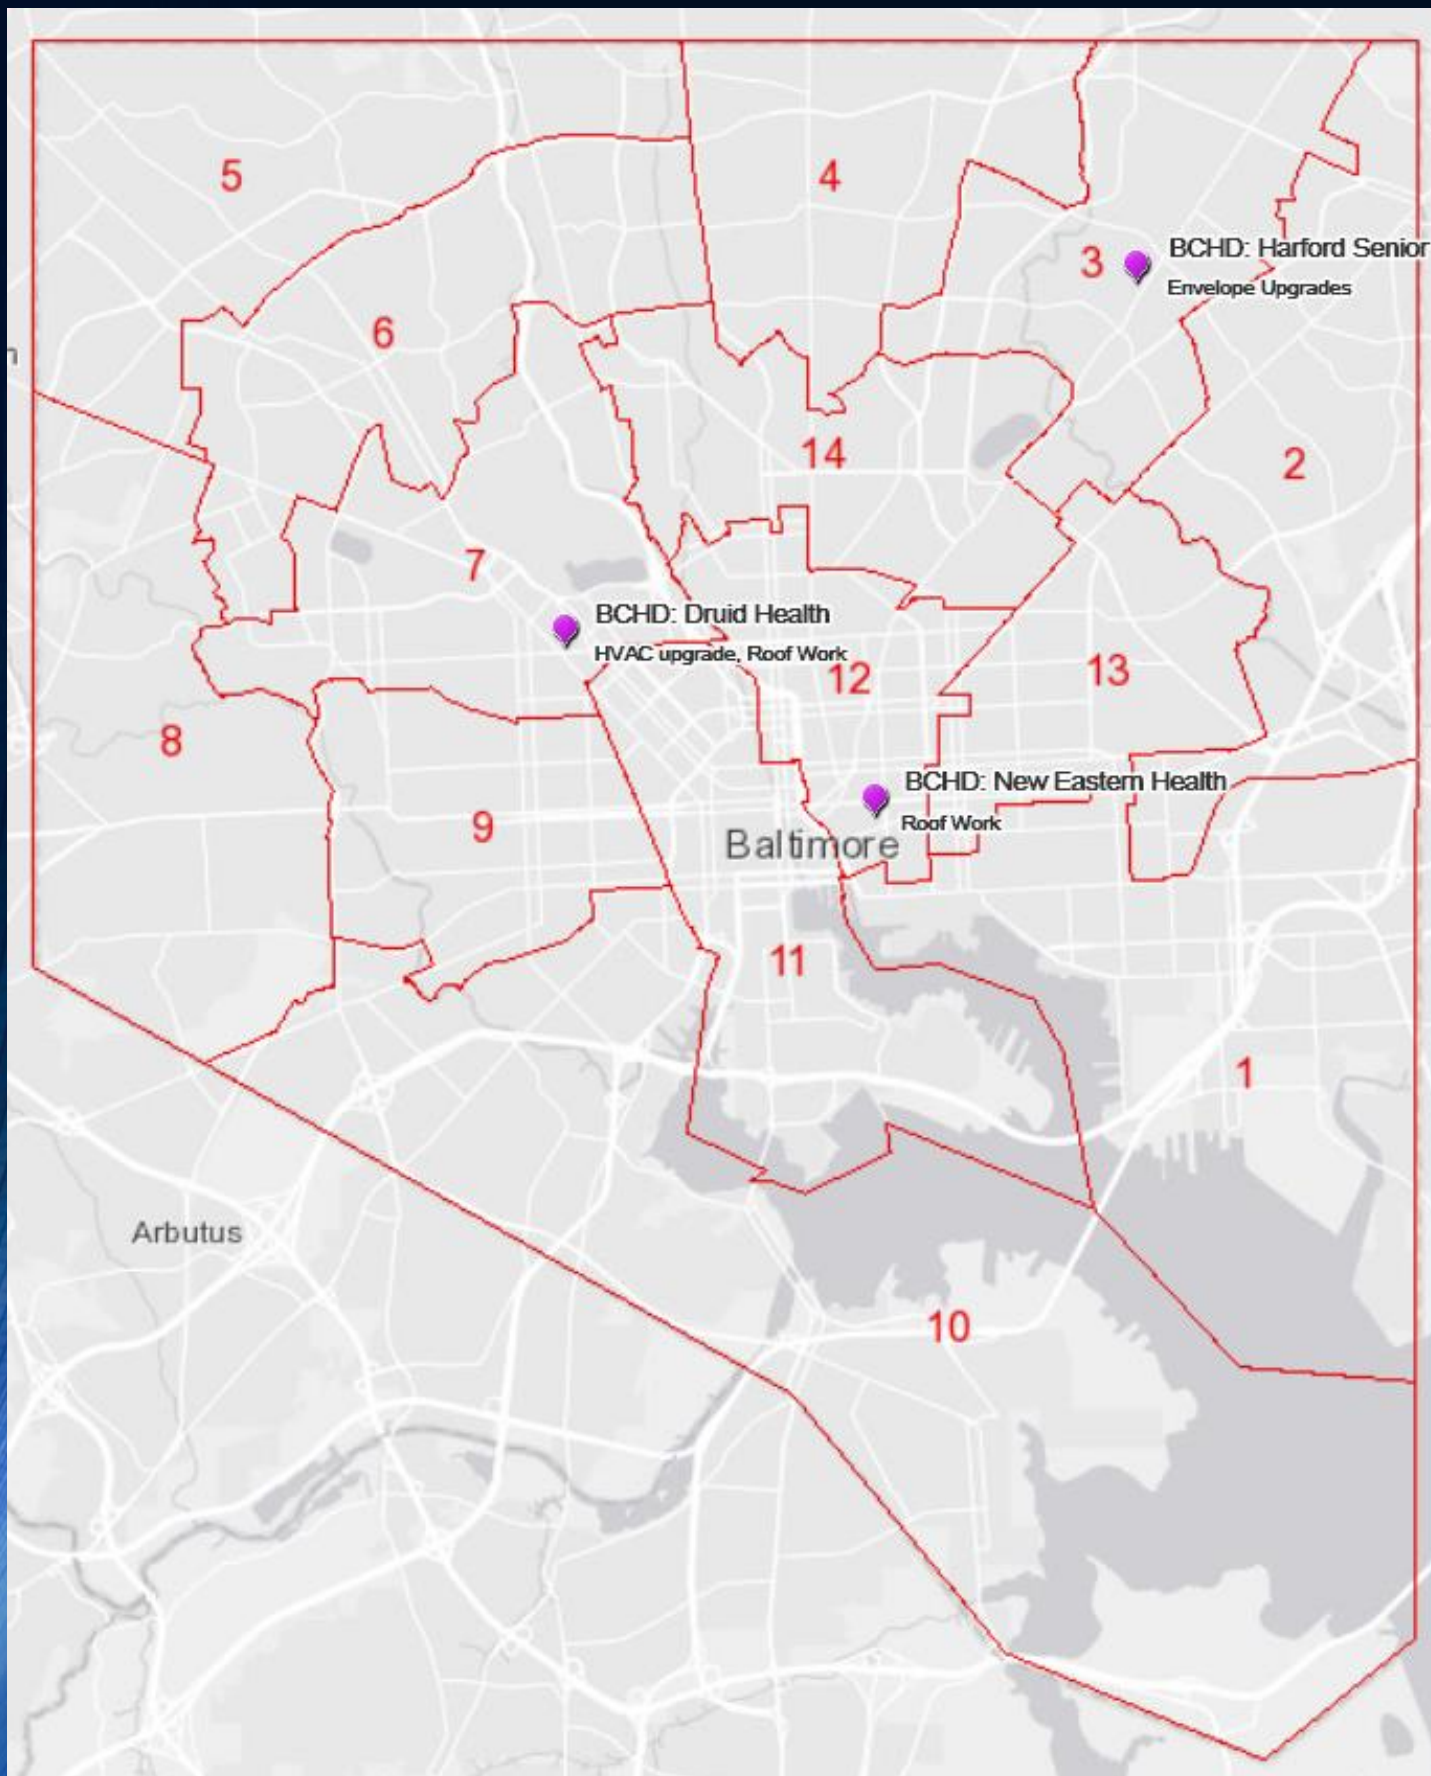 5
4
BCHD: Harford Senior
3
Envelope Upgrades
6
14
2
7
BCHD: Druid Health
HVAC upgrade, Roof Work
12
13
8
BCHD: New Eastern Health
Roof Work
9
Baltimore
11
1
Arbutus
10